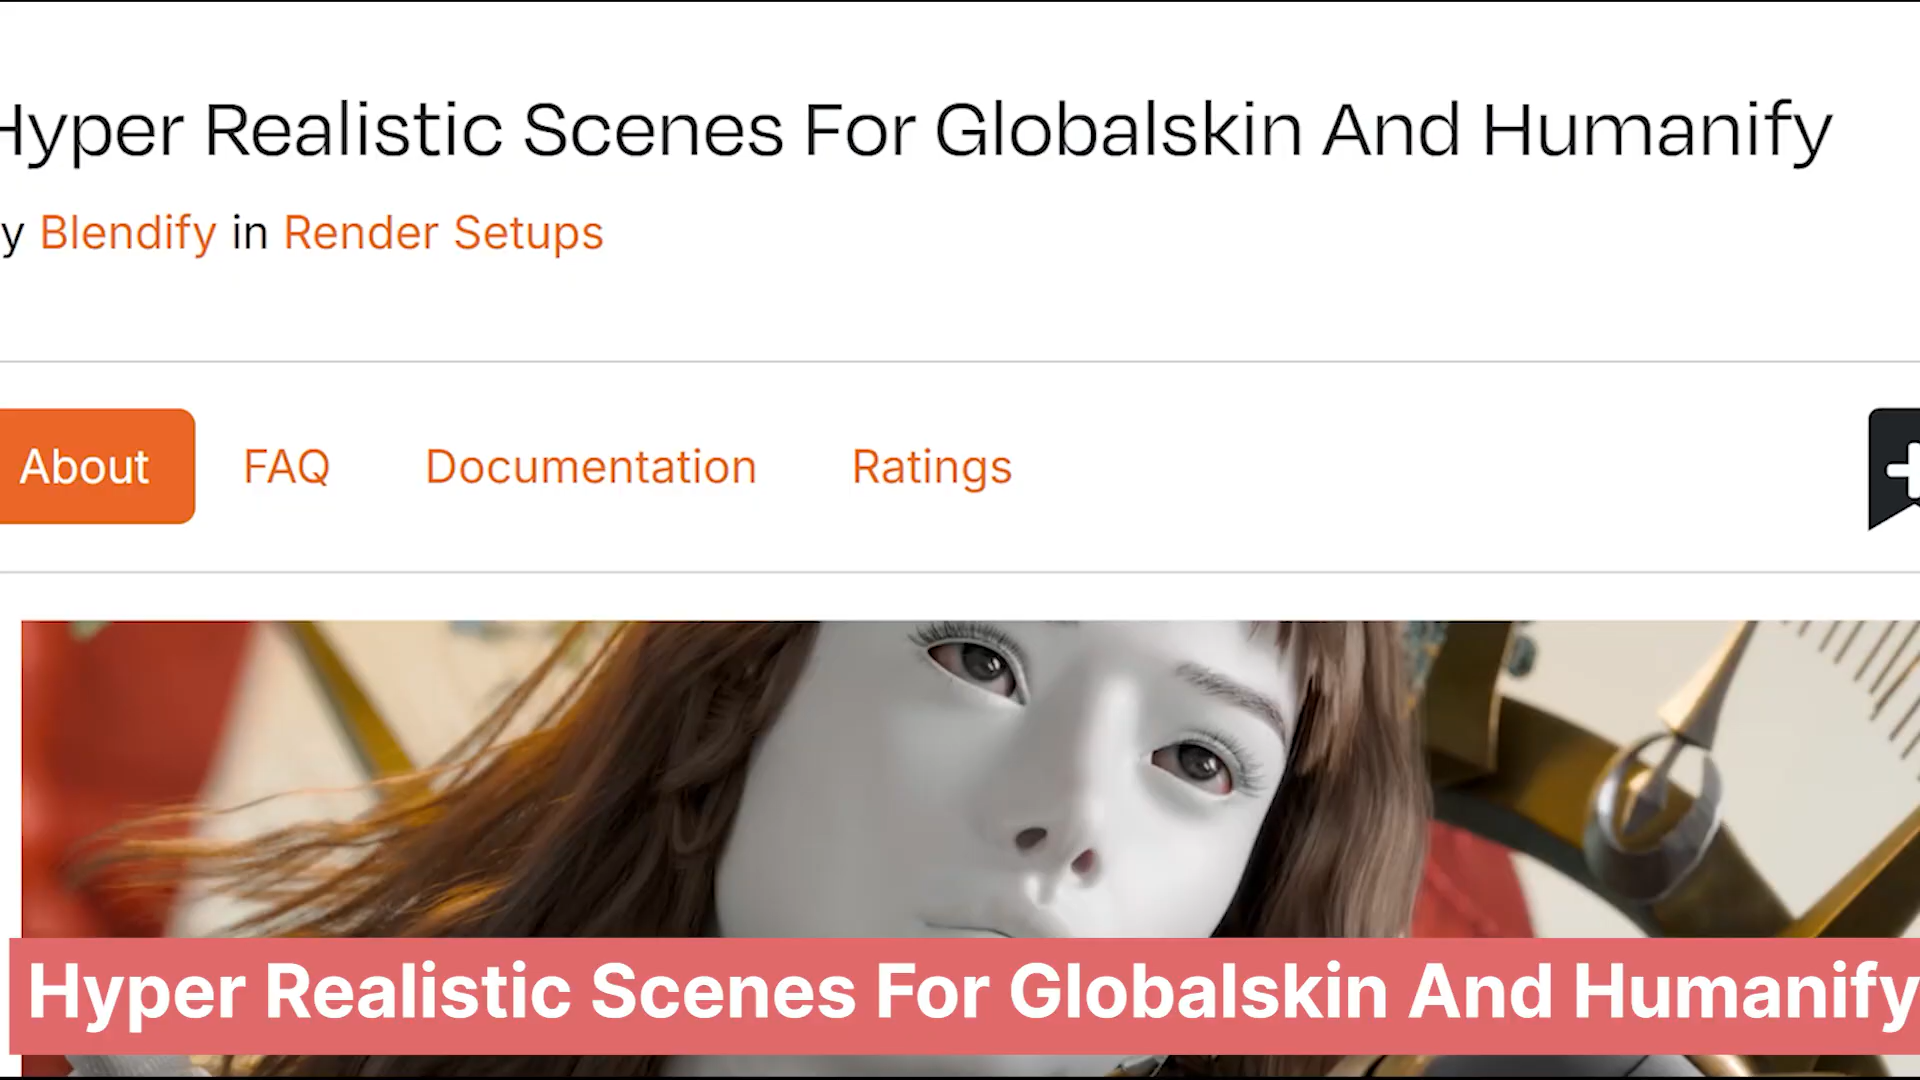 Hyper Realistic Scenes For Globalskin And Humanify
y Blendify in Render Setups
About FAQ Documentation Ratings
Hyper Realistic Scenes For Globalskin And Humanify